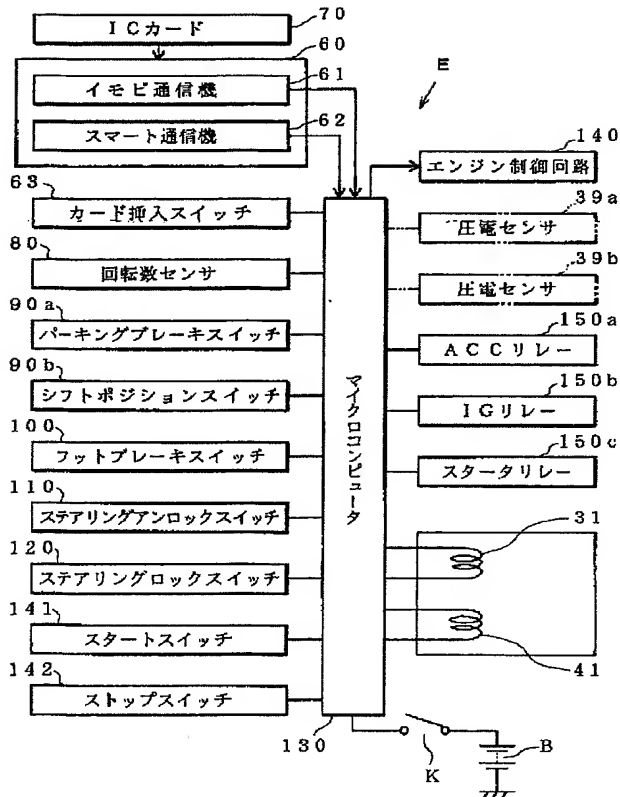 70
ICカード
60
61
イモビ通信機
62
スマート通信機
E
140
エンジン制御回路
63
カード挿入スイッチ
39a
圧電センサ
80
回転数センサ
39b
圧電センサ
90a
パーキングブレーキスイッチ
150a
ACCリレー
90b
シフトポジションスイッチ
150b
IGリレー
100
フットブレーキスイッチ
150c
スタータリレー
マイクロコンピュータ
110
ステアリングアンロックスイッチ
31
120
ステアリングロックスイッチ
141
スタートスイッチ
41
142
ストップスイッチ
130
K
B